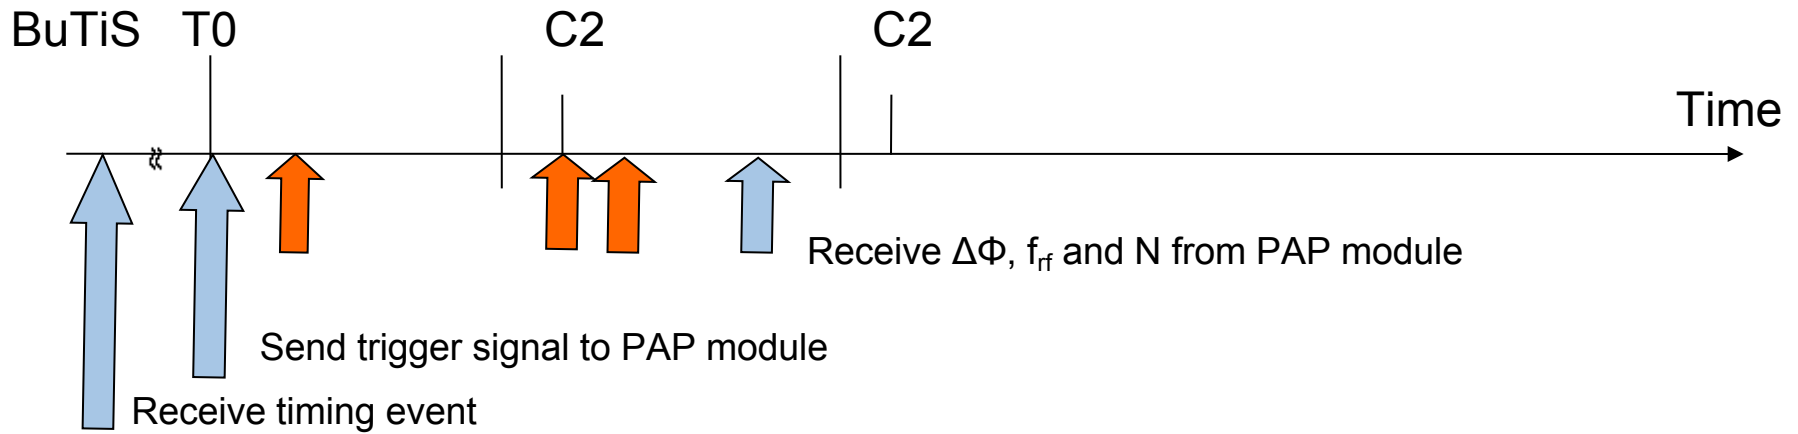 BuTiS T0 C2 C2
Time
Receive ΔΦ, frf and N from PAP module
Send trigger signal to PAP module
Receive timing event